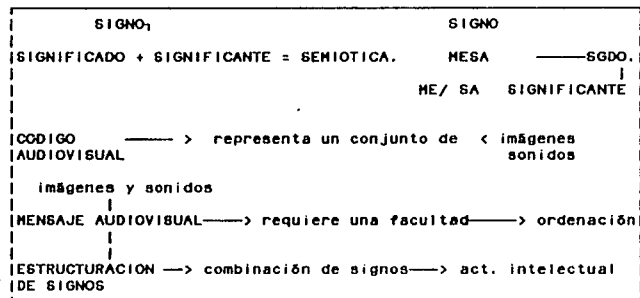 SIGNO SIGNO
SIGNIFICADO + SIGNIFICANTE = SEMIOTICA. MESA ——— SGDO.
ME/ SA SIGNIFICANTE
CODIGO ——— > representa un conjunto de < imágenes
AUDIOVISUAL sonidos
imágenes y sonidos
MENSAJE AUDIOVISUAL———> requiere una facultad———> ordenación
ESTRUCTURACION —> combinación de signos——> act. intelectual
DE SIGNOS